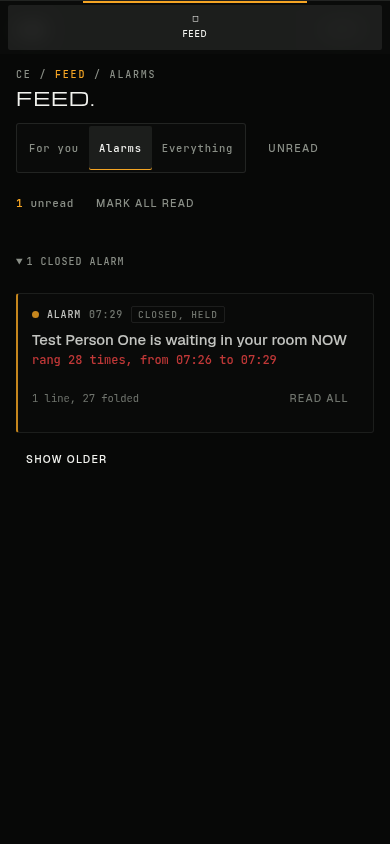 FEED
CE / FEED / ALARMS
FEED.
For you Alarms Everything UNREAD
1 unread MARK ALL READ
▼ 1 CLOSED ALARM
ALARM 07:29 CLOSED, HELD
Test Person One is waiting in your room NOW
rang 28 times, from 07:26 to 07:29
1 line, 27 folded READ ALL
SHOW OLDER